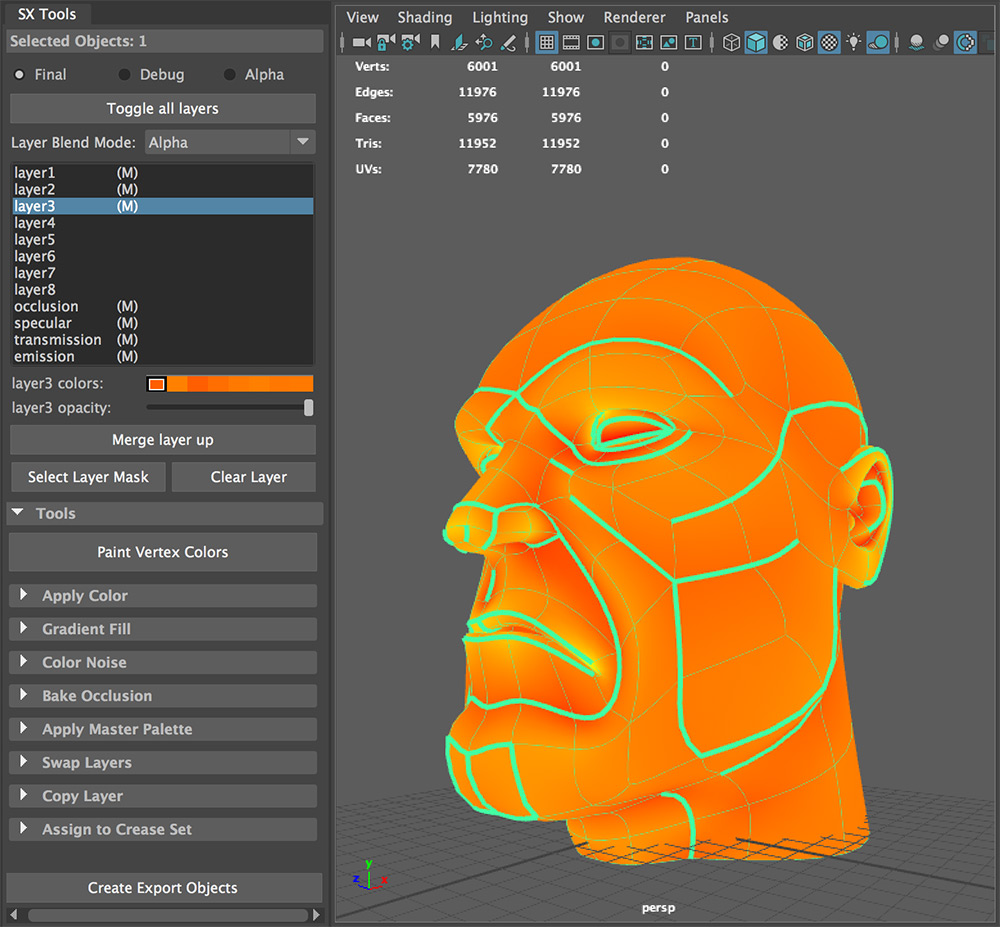 SX Tools
Selected Objects: 1
Final Debug Alpha
Toggle all layers
Layer Blend Mode: Alpha
layer1 (M)
layer2 (M)
layer3 (M)
layer4
layer5
layer6
layer7
layer8
occlusion (M)
specular (M)
transmission (M)
emission (M)
layer3 colors:
layer3 opacity:
Merge layer up
Select Layer Mask Clear Layer
Tools
Paint Vertex Colors
Apply Color
Gradient Fill
Color Noise
Bake Occlusion
Apply Master Palette
Swap Layers
Copy Layer
Assign to Crease Set
Create Export Objects
View Shading Lighting Show Renderer Panels
Verts: 6001 6001 0
Edges: 11976 11976 0
Faces: 5976 5976 0
Tris: 11952 11952 0
UVs: 7780 7780 0
y
z x
persp